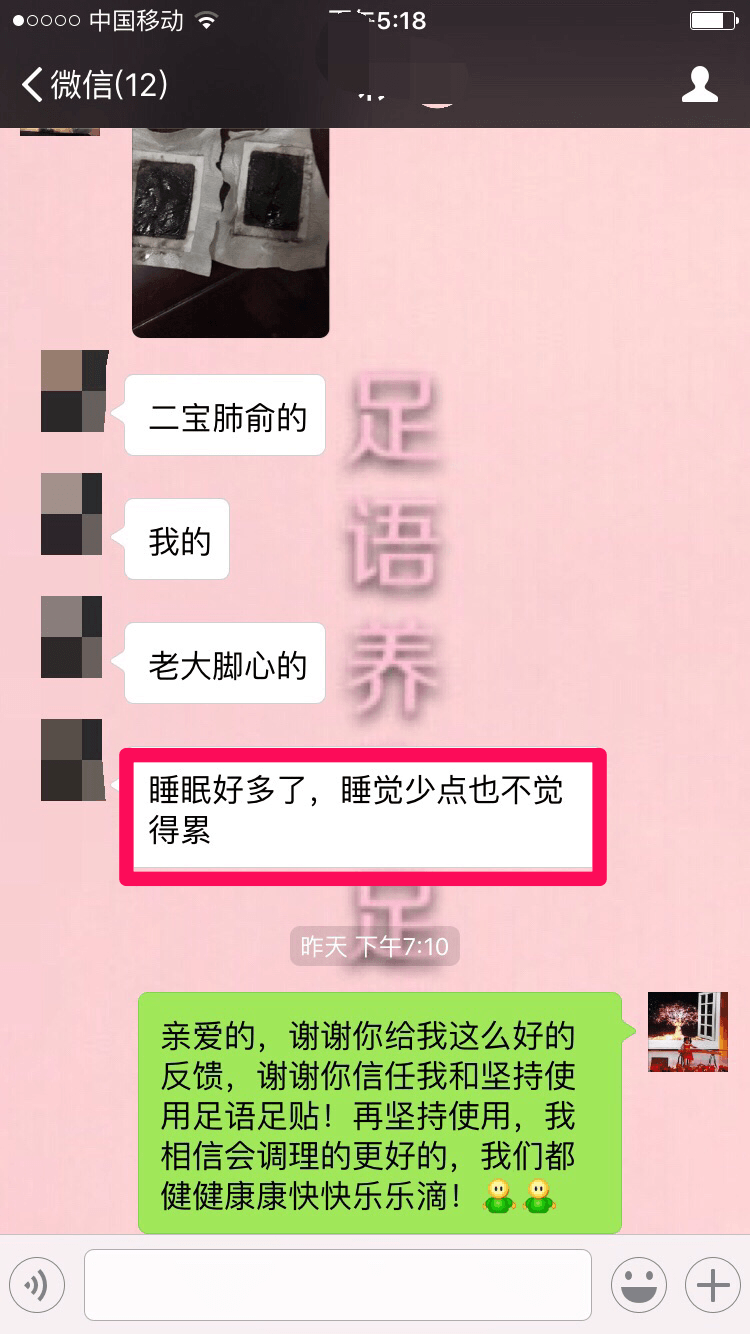 中国移动
5:18
微信(12)
二宝肺俞的
我的
老大脚心的
睡眠好多了，睡觉少点也不觉
得累
昨天 下午7:10
亲爱的，谢谢你给我这么好的
反馈，谢谢你信任我和坚持使
用足语足贴！再坚持使用，我
相信会调理的更好的，我们都
健健康康快快乐乐滴！
足
语
养
足